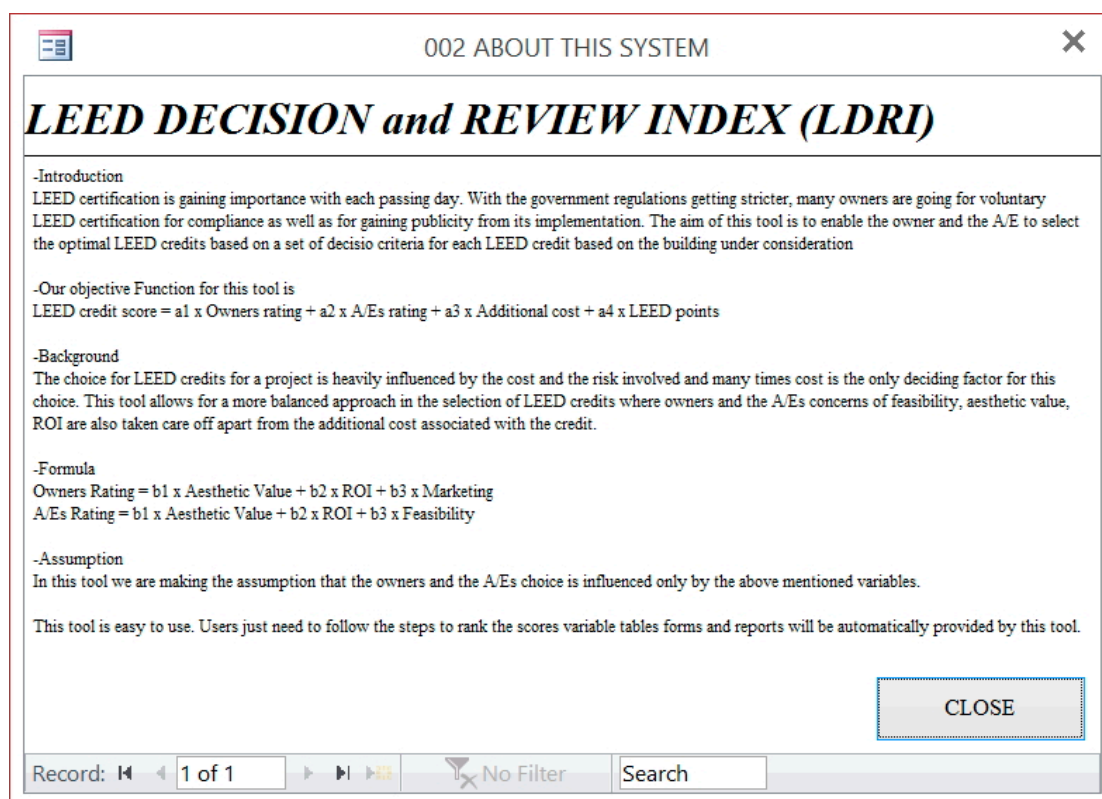 002 ABOUT THIS SYSTEM
LEED DECISION and REVIEW INDEX (LDRI)
-Introduction
LEED certification is gaining importance with each passing day. With the government regulations getting stricter, many owners are going for voluntary
LEED certification for compliance as well as for gaining publicity from its implementation. The aim of this tool is to enable the owner and the A/E to select
the optimal LEED credits based on a set of decisio criteria for each LEED credit based on the building under consideration
-Our objective Function for this tool is
LEED credit score = a1 x Owners rating + a2 x A/Es rating + a3 x Additional cost + a4 x LEED points
-Background
The choice for LEED credits for a project is heavily influenced by the cost and the risk involved and many times cost is the only deciding factor for this
choice. This tool allows for a more balanced approach in the selection of LEED credits where owners and the A/Es concerns of feasibility, aesthetic value,
ROI are also taken care off apart from the additional cost associated with the credit.
-Formula
Owners Rating = b1 x Aesthetic Value + b2 x ROI + b3 x Marketing
A/Es Rating = b1 x Aesthetic Value + b2 x ROI + b3 x Feasibility
-Assumption
In this tool we are making the assumption that the owners and the A/Es choice is influenced only by the above mentioned variables.
This tool is easy to use. Users just need to follow the steps to rank the scores variable tables forms and reports will be automatically provided by this tool.
CLOSE
Record: 1 of 1 No Filter Search